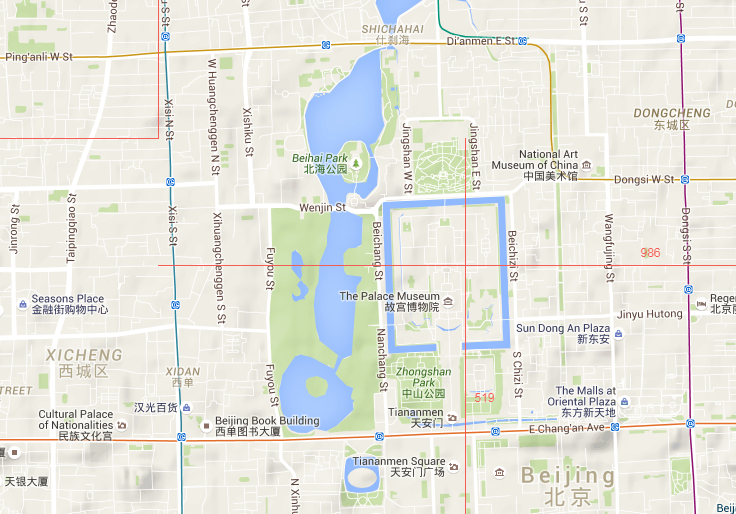 SHICHAHAI
什刹海
Ping'anli W St
Di'anmen E St
Xisi N St
W Huangchenggen N St
Xishiku St
DONGCHENG
东城区
Jingshan W St
Jingshan E St
Beihai Park
北海公园
National Art
Museum of China
中国美术馆
Dongsi W St
Wenjin St
Jinrong St
Taipingqiao St
Xisi S St
Xihuangchenggen S St
Fuyou St
Beichang St
Beichizi St
Wangfujing St
Dongsi S St
986
Seasons Place
金融街购物中心
The Palace Museum
故宫博物院
Jinyu Hutong
Sun Dong An Plaza
新东安
XICHENG
西城区
XIDAN
西单
Nanchang St
S Chizi St
Zhongshan
Park
中山公园
Fuyou St
519
The Malls at
Oriental Plaza
东方新天地
汉光百货
Cultural Palace
of Nationalities
民族文化宫
Beijing Book Building
西单图书大厦
Tiananmen
天安门
E Chang'an Ave
Tiananmen Square
天安门广场
Beijing
北京
天银大厦